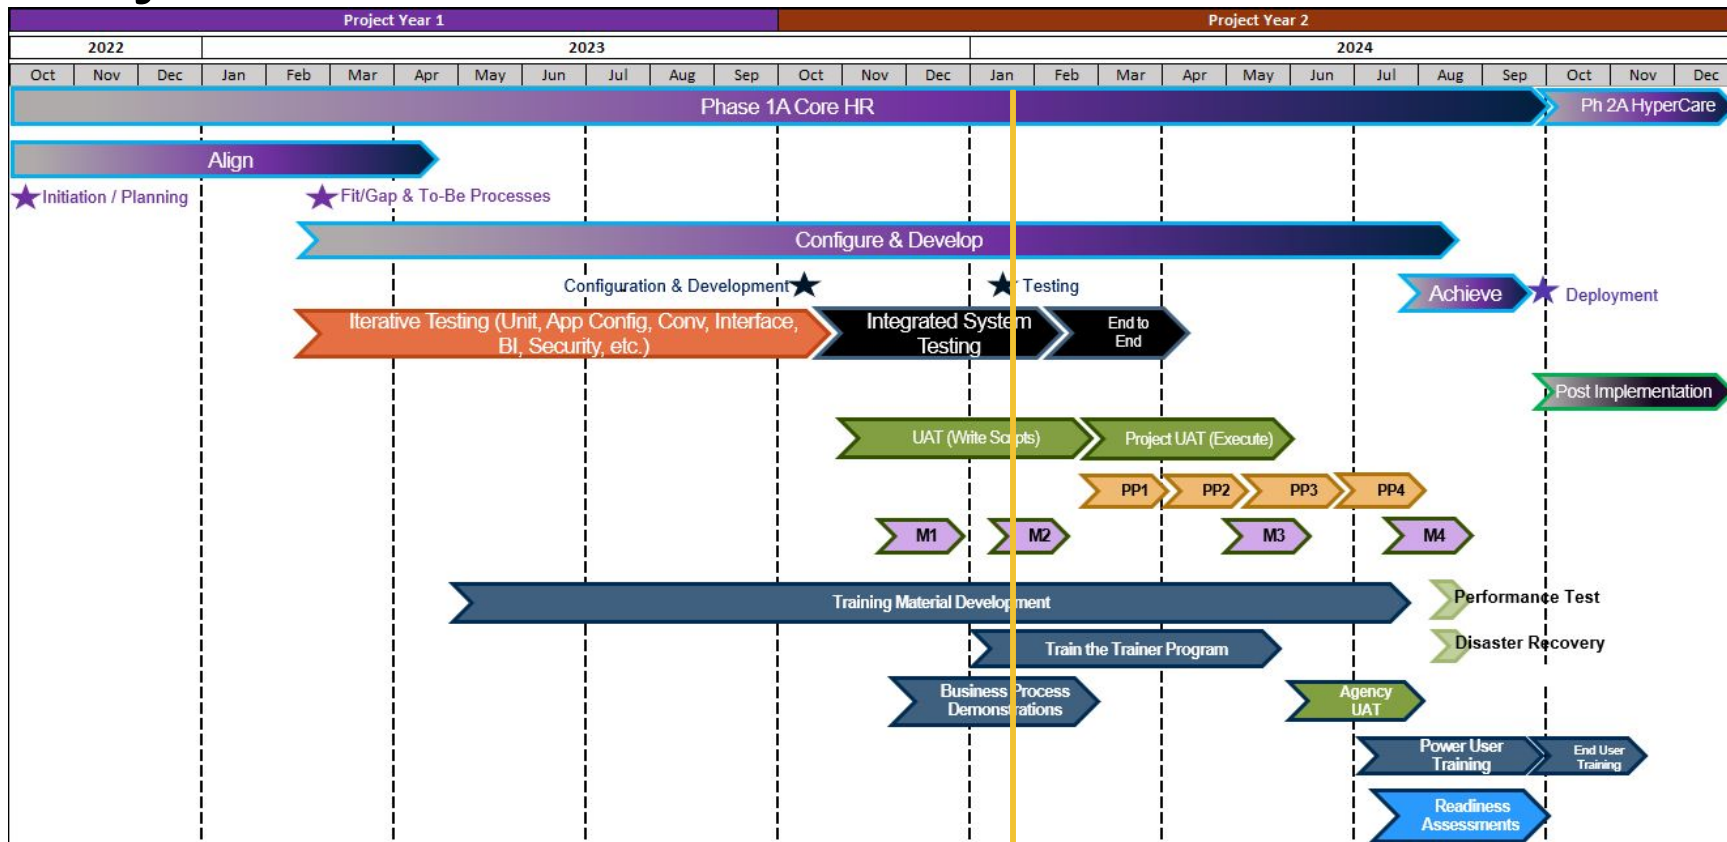 Project Year 1
Project Year 2
2022
2023
2024
Oct Nov Dec Jan Feb Mar Apr May Jun Jul Aug Sep Oct Nov Dec Jan Feb Mar Apr May Jun Jul Aug Sep Oct Nov Dec
Phase 1A Core HR
Ph 2A HyperCare
Align
Initiation / Planning
Fit/Gap & To-Be Processes
Configure & Develop
Configuration & Development
Testing
Achieve
Deployment
Iterative Testing (Unit, App Config, Conv, Interface,
BI, Security, etc.)
Integrated System
Testing
End to
End
Post Implementation
UAT (Write Scripts)
Project UAT (Execute)
PP1
PP2
PP3
PP4
M1
M2
M3
M4
Training Material Development
Performance Test
Train the Trainer Program
Disaster Recovery
Business Process
Demonstrations
Agency
UAT
Power User
Training
End User
Training
Readiness
Assessments